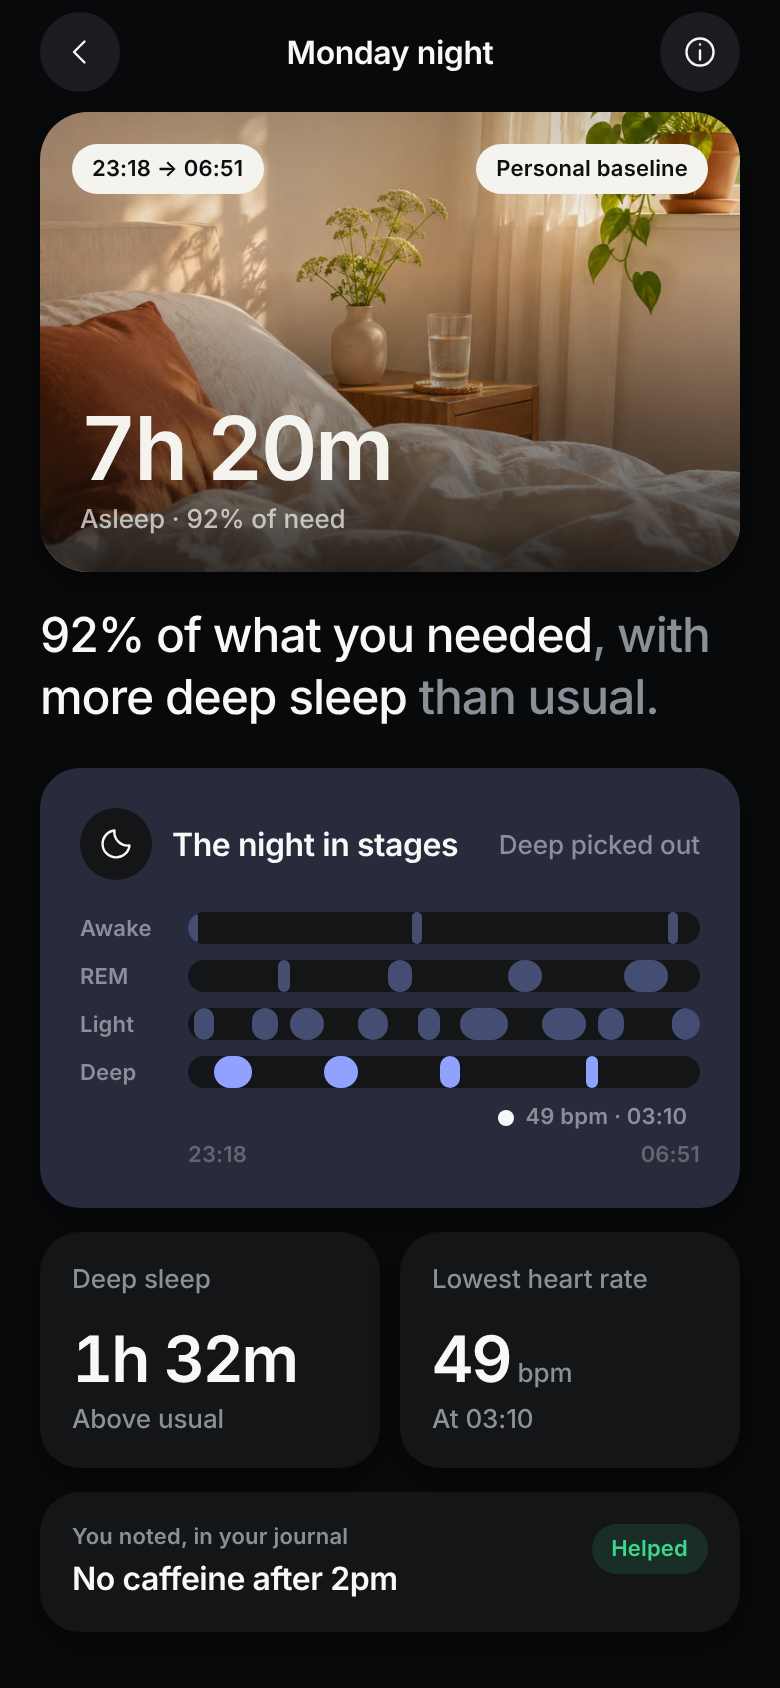 Monday night
23:18 → 06:51
Personal baseline
7h 20m
Asleep · 92% of need
92% of what you needed, with
more deep sleep than usual.
The night in stages
Deep picked out
Awake
REM
Light
Deep
49 bpm · 03:10
23:18
06:51
Deep sleep
1h 32m
Above usual
Lowest heart rate
49 bpm
At 03:10
You noted, in your journal
No caffeine after 2pm
Helped